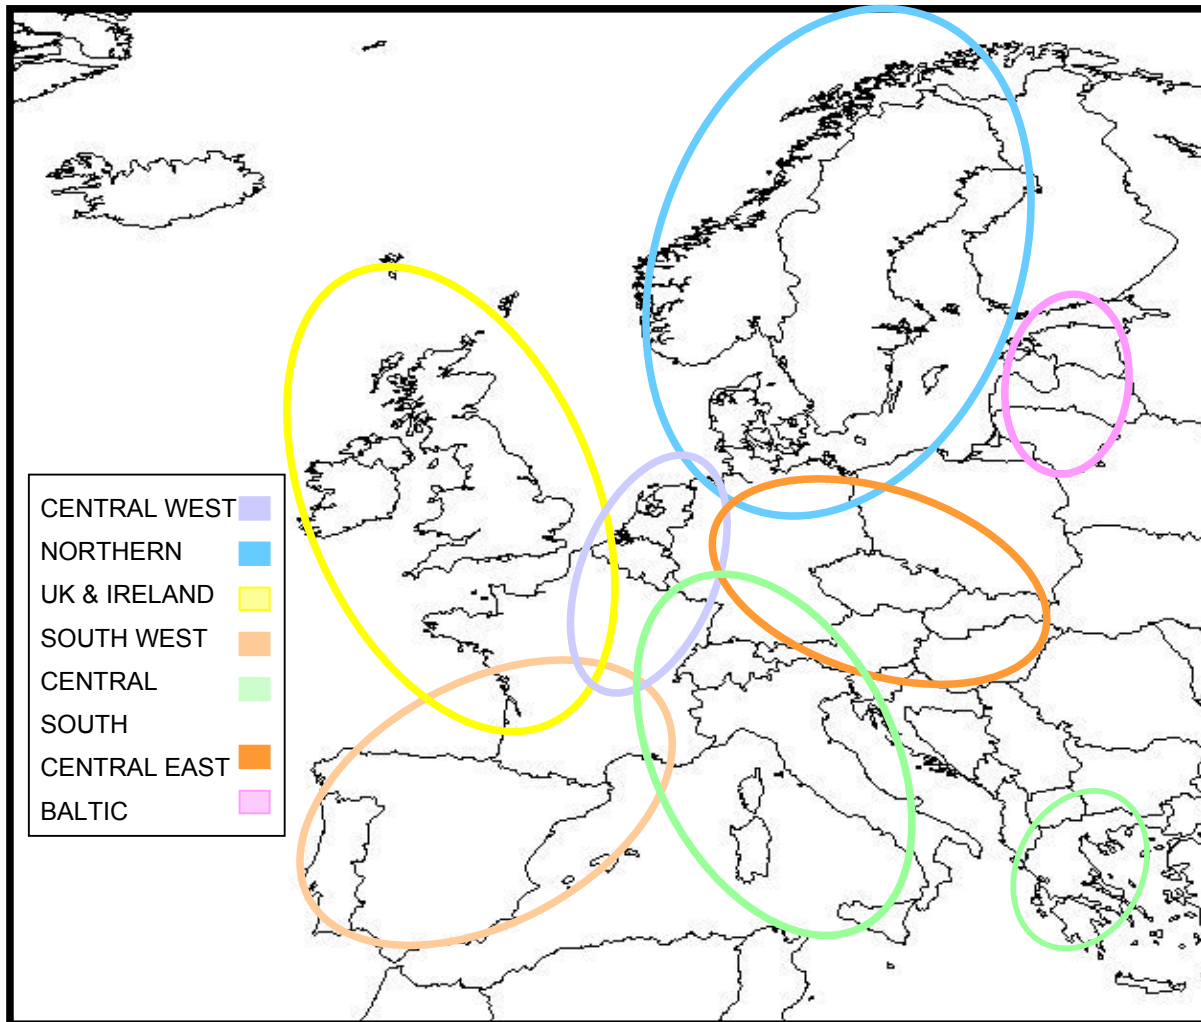 CENTRAL WEST
NORTHERN
UK & IRELAND
SOUTH WEST
CENTRAL
SOUTH
CENTRAL EAST
BALTIC